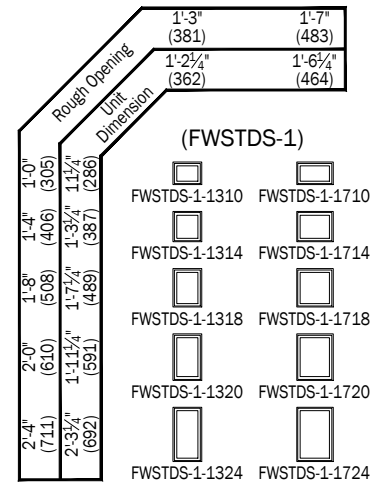 1'-3" 1'-7"
(381) (483)
1'-2¼" 1'-6¼"
(362) (464)
Rough Opening
Unit
Dimension
(FWSTDS-1)
1'-0"
(305)
11¼"
(286)
FWSTDS-1-1310 FWSTDS-1-1710
1'-4"
(406)
1'-3¼"
(387)
FWSTDS-1-1314 FWSTDS-1-1714
1'-8"
(508)
1'-7¼"
(489)
FWSTDS-1-1318 FWSTDS-1-1718
2'-0"
(610)
1'-11¼"
(591)
FWSTDS-1-1320 FWSTDS-1-1720
2'-4"
(711)
2'-3¼"
(692)
FWSTDS-1-1324 FWSTDS-1-1724